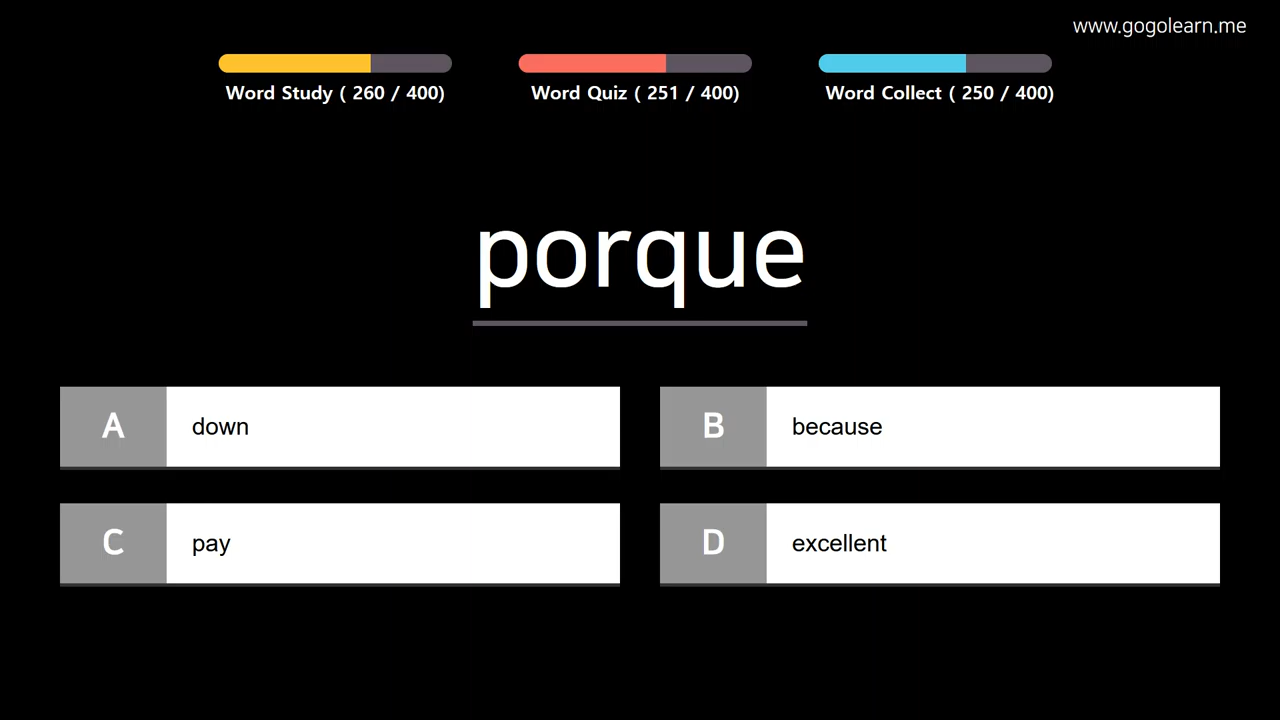 www.gogolearn.me
Word Study ( 260 / 400)
Word Quiz ( 251 / 400)
Word Collect ( 250 / 400)
porque
A down
B because
C pay
D excellent